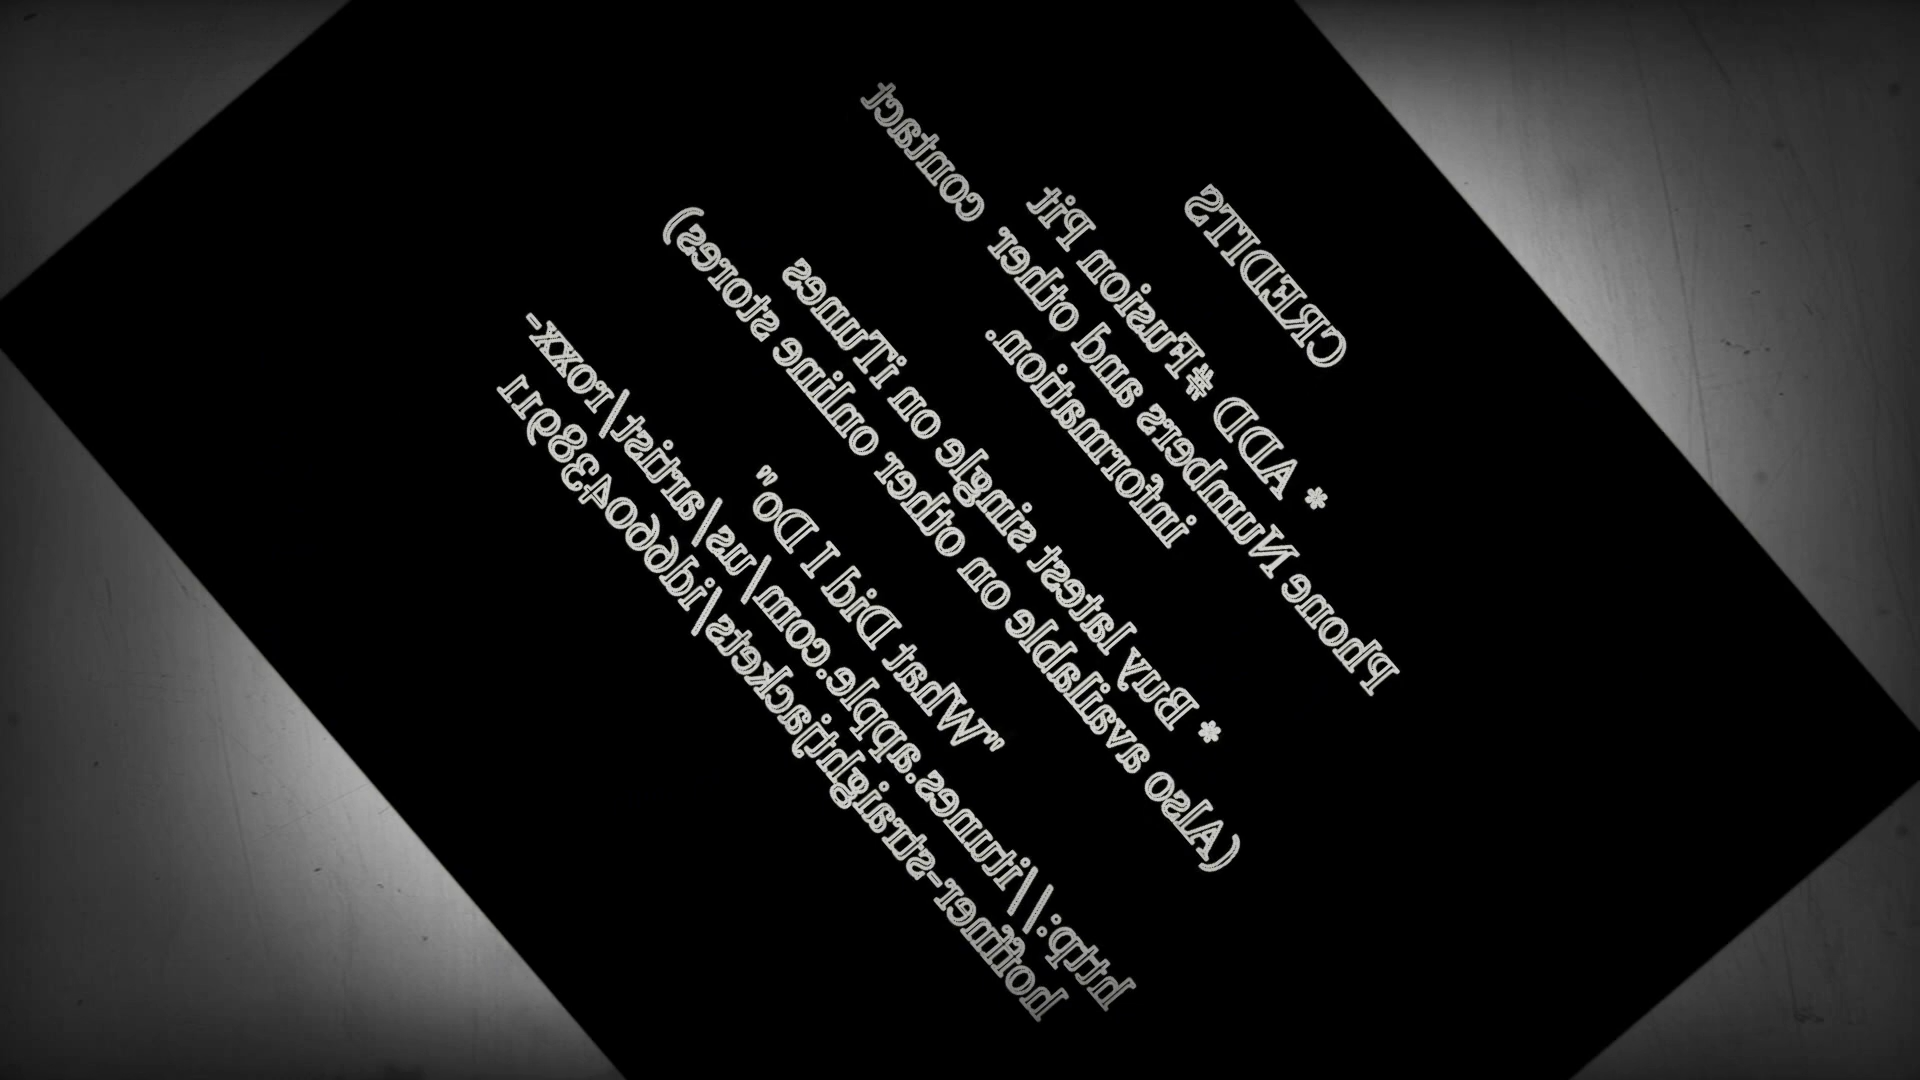 CREDITS
* ADD #Fusion Pit
Phone Numbers and other contact
information.
* Buy latest single on iTunes
(Also available on other online stores)
"What Did I Do"
http://itunes.apple.com/us/artist/roxx-
hoffner-straightjackets/id660438911